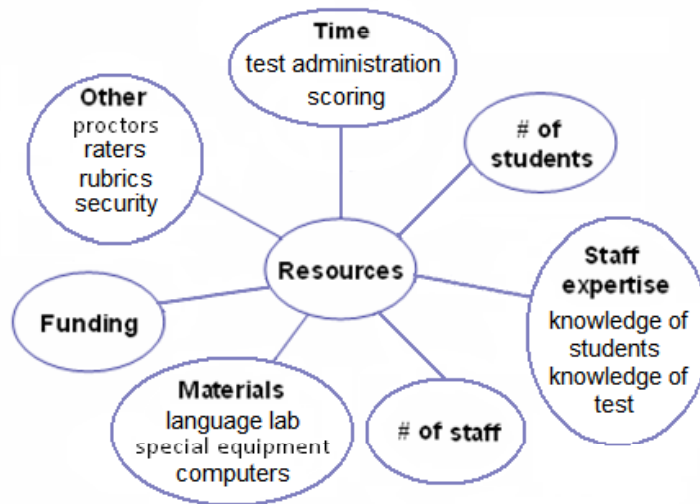 Time
test administration
scoring
Other
proctors
raters
rubrics
security
# of
students
Resources
Staff
expertise
knowledge of
students
knowledge of
test
Funding
Materials
language lab
special equipment
computers
# of staff